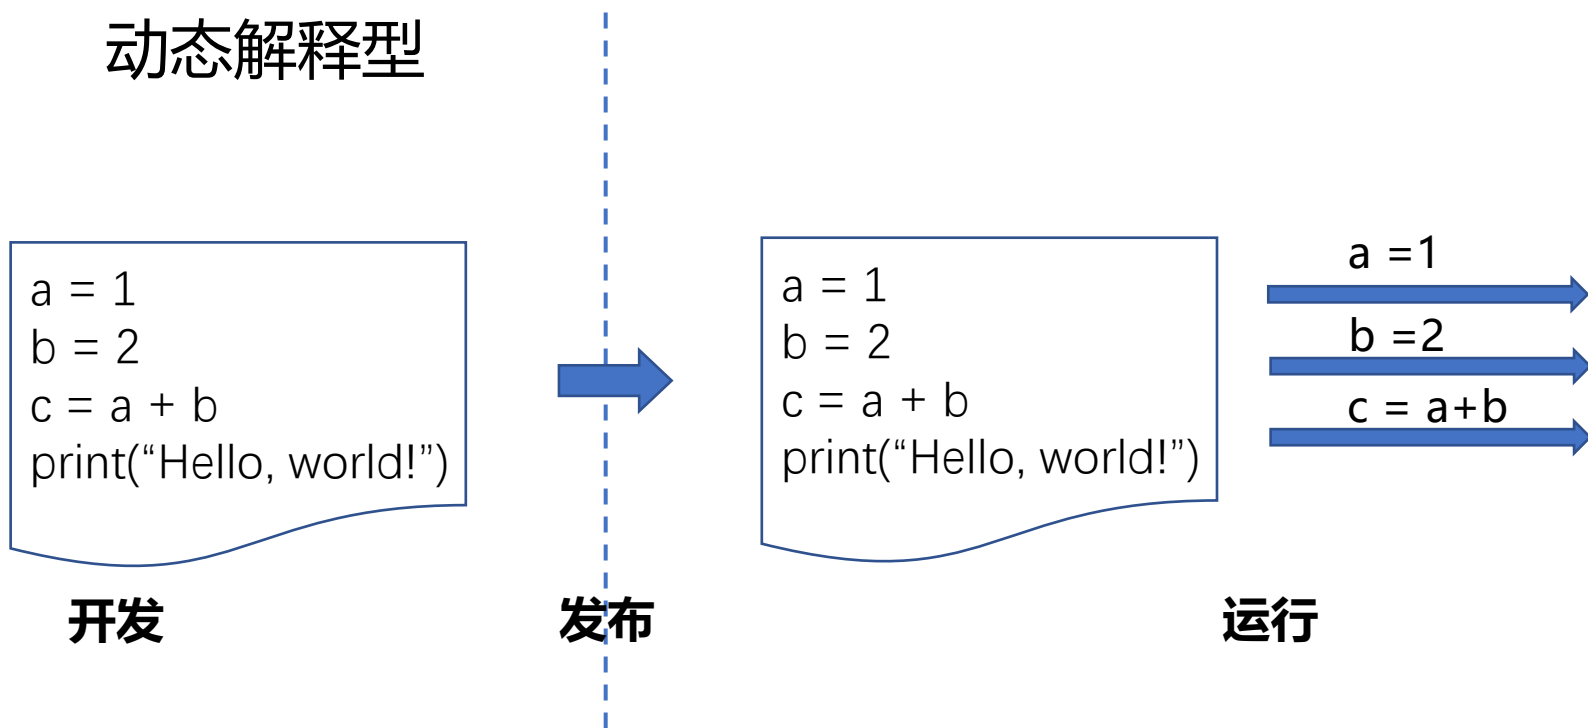 动态解释型
a = 1
b = 2
c = a + b
print(“Hello, world!”)
a = 1
b = 2
c = a + b
print(“Hello, world!”)
a =1
b =2
c = a+b
开发
发布
运行